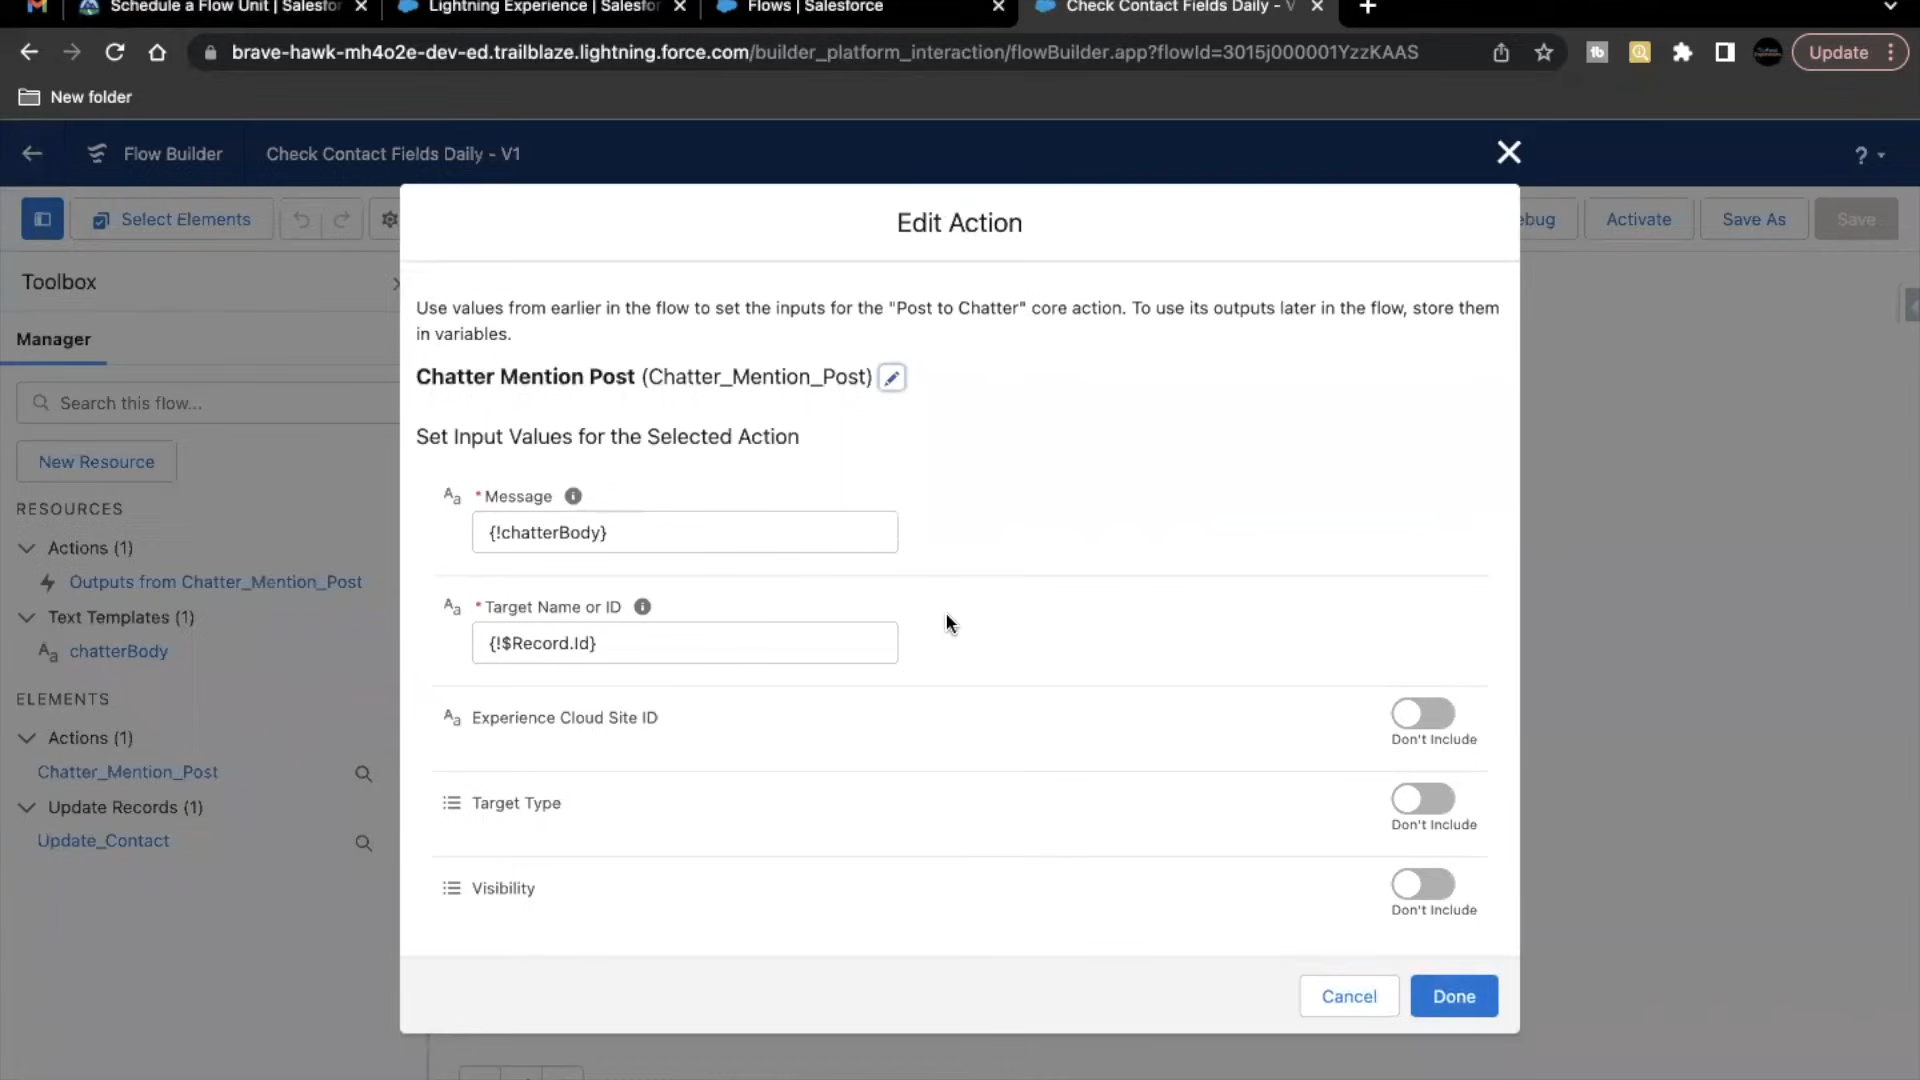 Schedule a Flow Unit | Salesfor
Lightning Experience | Salesfor
Flows | Salesforce
Check Contact Fields Daily - V
brave-hawk-mh4o2e-dev-ed.trailblaze.lightning.force.com/builder_platform_interaction/flowBuilder.app?flowId=3015j000001YzzKAAS
Update
New folder
Flow Builder
Check Contact Fields Daily - V1
?
Select Elements
ebug
Activate
Save As
Save
Toolbox
Manager
Search this flow...
New Resource
RESOURCES
Actions (1)
Outputs from Chatter_Mention_Post
Text Templates (1)
Aa chatterBody
ELEMENTS
Actions (1)
Chatter_Mention_Post
Update Records (1)
Update_Contact
Edit Action
Use values from earlier in the flow to set the inputs for the "Post to Chatter" core action. To use its outputs later in the flow, store them
in variables.
Chatter Mention Post (Chatter_Mention_Post)
Set Input Values for the Selected Action
Aa * Message
{!chatterBody}
Aa * Target Name or ID
{!$Record.Id}
Aa Experience Cloud Site ID
Don't Include
Target Type
Don't Include
Visibility
Don't Include
Cancel
Done